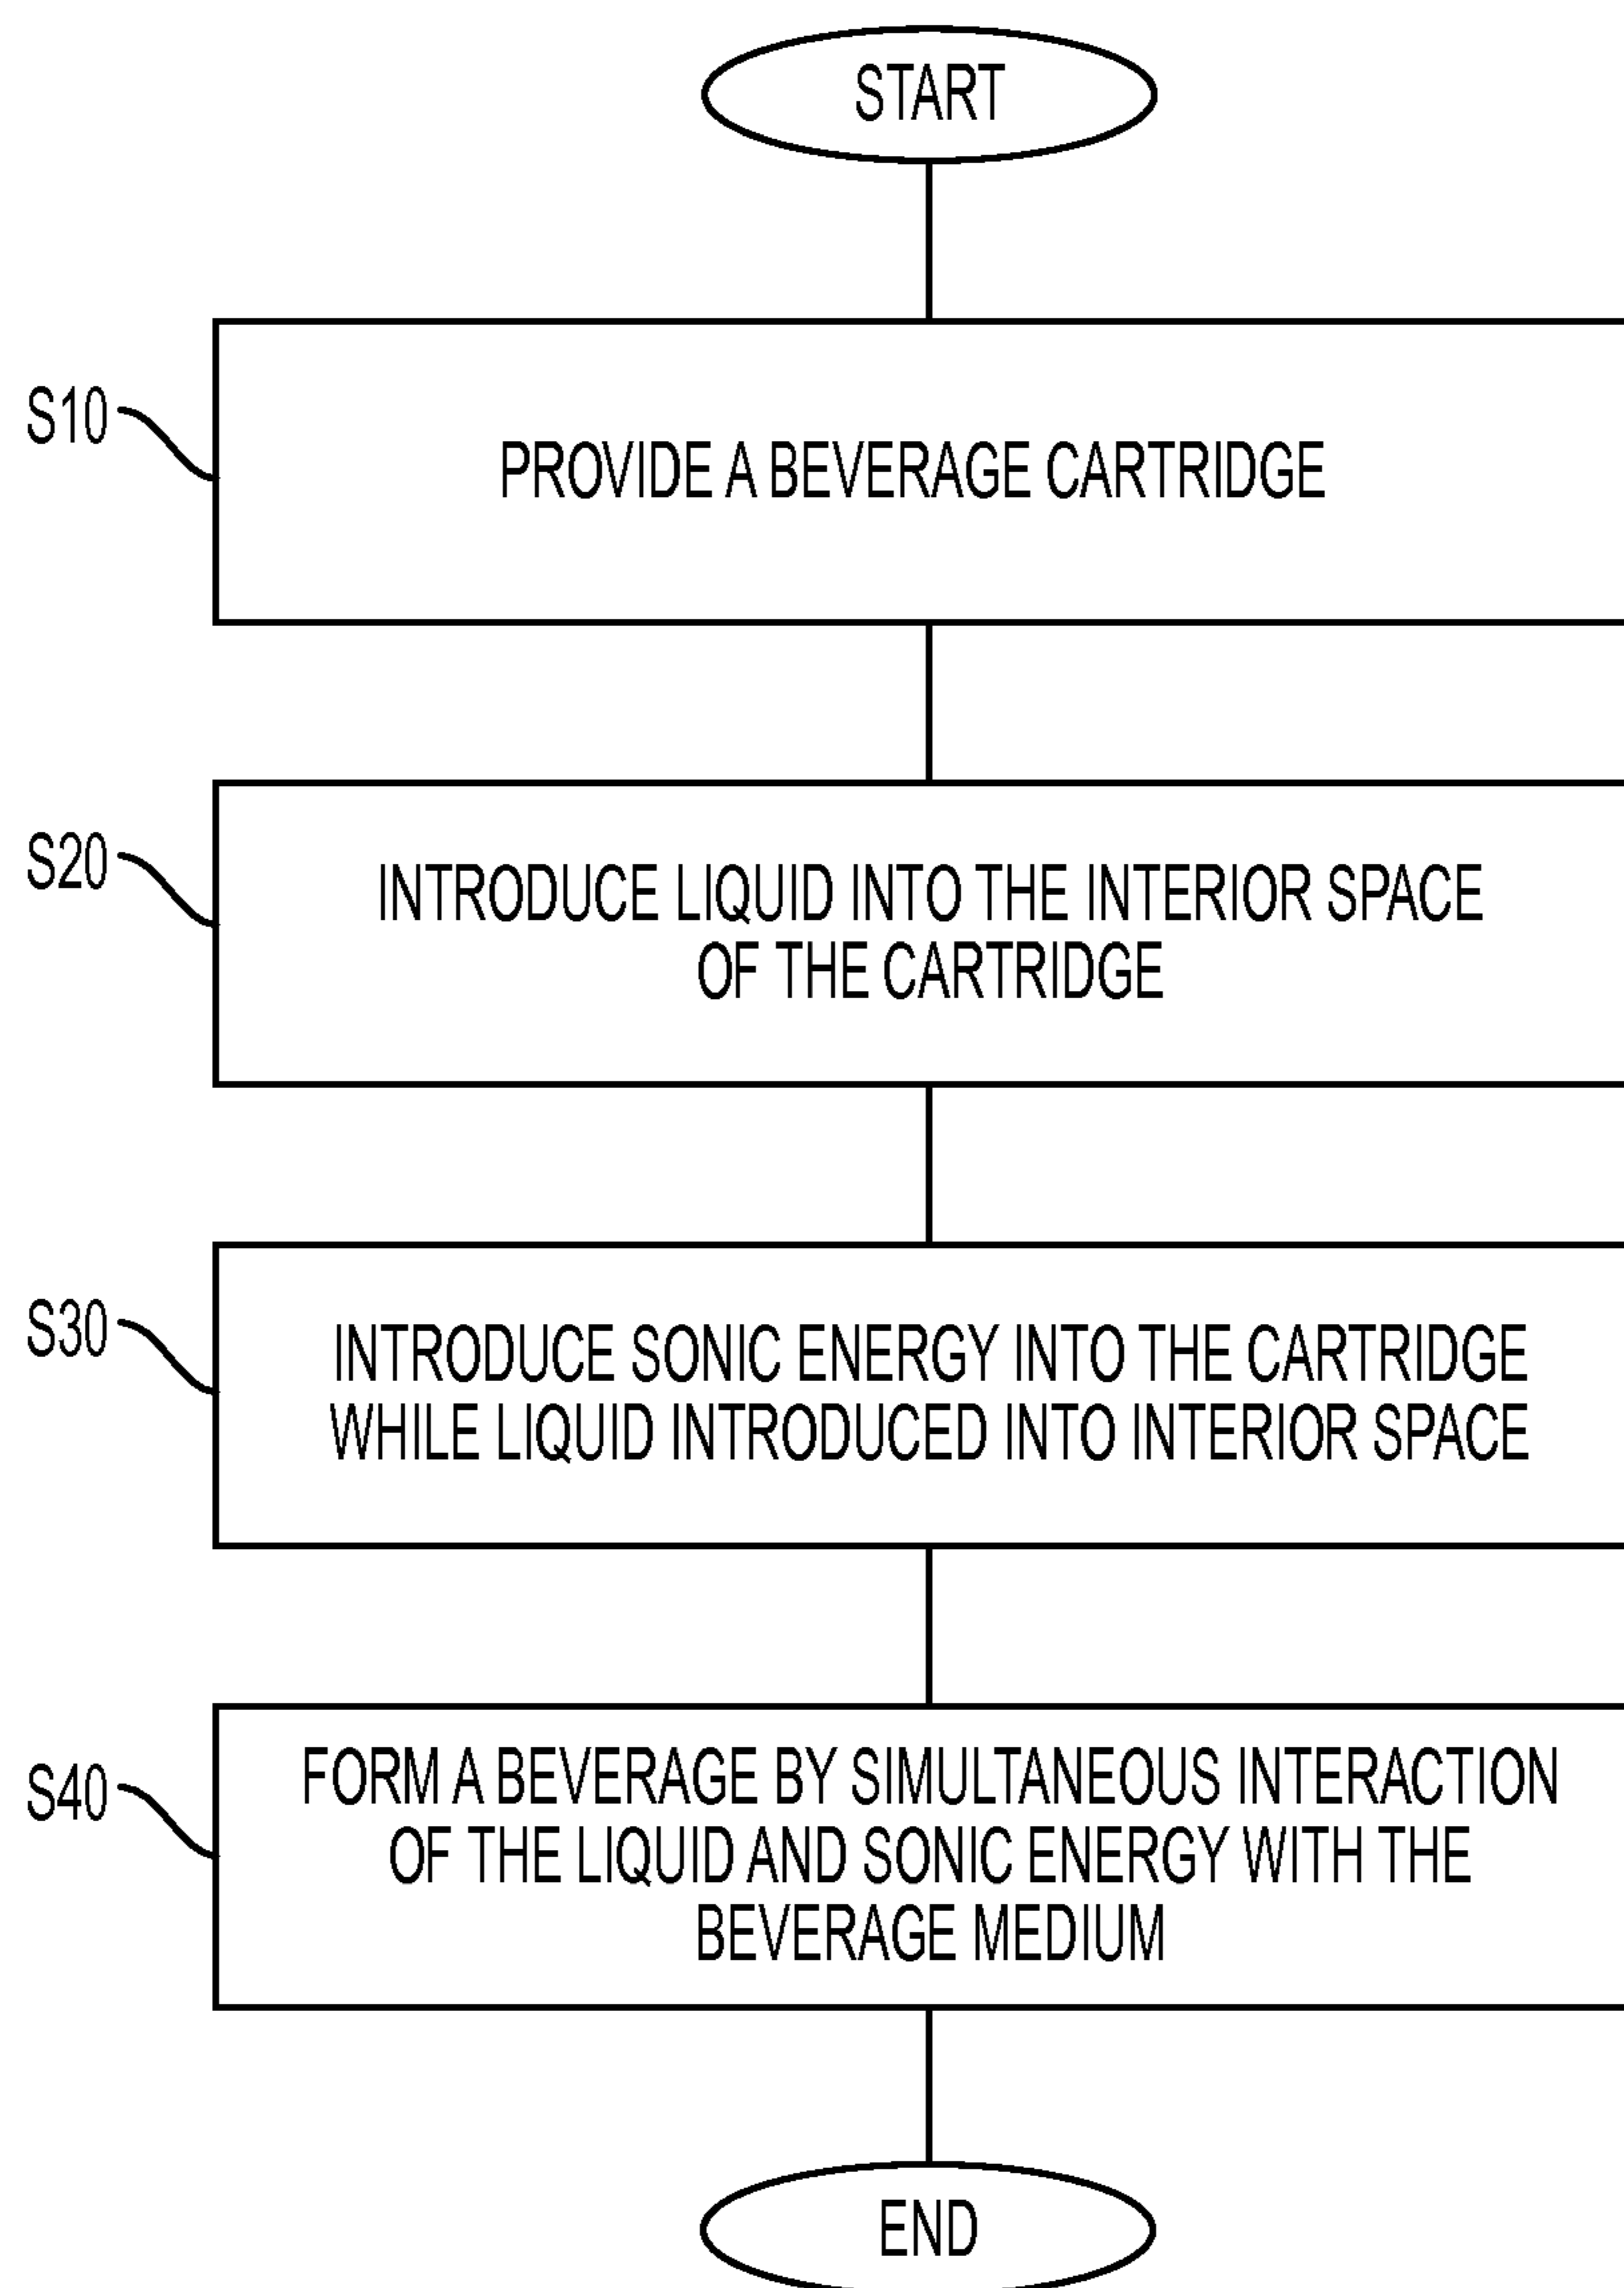 START
S10
PROVIDE A BEVERAGE CARTRIDGE
S20
INTRODUCE LIQUID INTO THE INTERIOR SPACE
OF THE CARTRIDGE
S30
INTRODUCE SONIC ENERGY INTO THE CARTRIDGE
WHILE LIQUID INTRODUCED INTO INTERIOR SPACE
S40
FORM A BEVERAGE BY SIMULTANEOUS INTERACTION
OF THE LIQUID AND SONIC ENERGY WITH THE
BEVERAGE MEDIUM
END